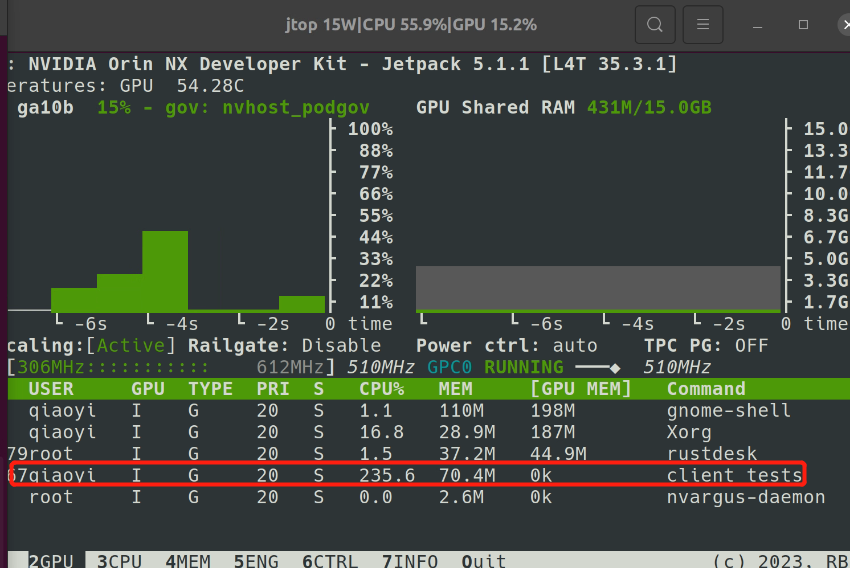 jtop 15W|CPU 55.9%|GPU 15.2%
: NVIDIA Orin NX Developer Kit - Jetpack 5.1.1 [L4T 35.3.1]
eratures: GPU 54.28C
ga10b 15% - gov: nvhost_podgov GPU Shared RAM 431M/15.0GB
100% 15.0
88% 13.3
77% 11.7
66% 10.0
55% 8.3G
44% 6.7G
33% 5.0G
22% 3.3G
11% 1.7G
-6s -4s -2s 0 time -6s -4s -2s 0 time
caling:[Active] Railgate: Disable Power ctrl: auto TPC PG: OFF
[306MHz::::::::::: 612MHz] 510MHz GPC0 RUNNING 510MHz
USER GPU TYPE PRI S CPU% MEM [GPU MEM] Command
qiaoyi I G 20 S 1.1 110M 198M gnome-shell
qiaoyi I G 20 S 16.8 28.9M 187M Xorg
79root I G 20 S 1.5 37.2M 44.9M rustdesk
67qiaoyi I G 20 S 235.6 70.4M 0k client_tests
root I G 20 S 0.0 2.6M 0k nvargus-daemon
2GPU 3CPU 4MEM 5ENG 6CTRL 7INFO Quit (c) 2023, RB